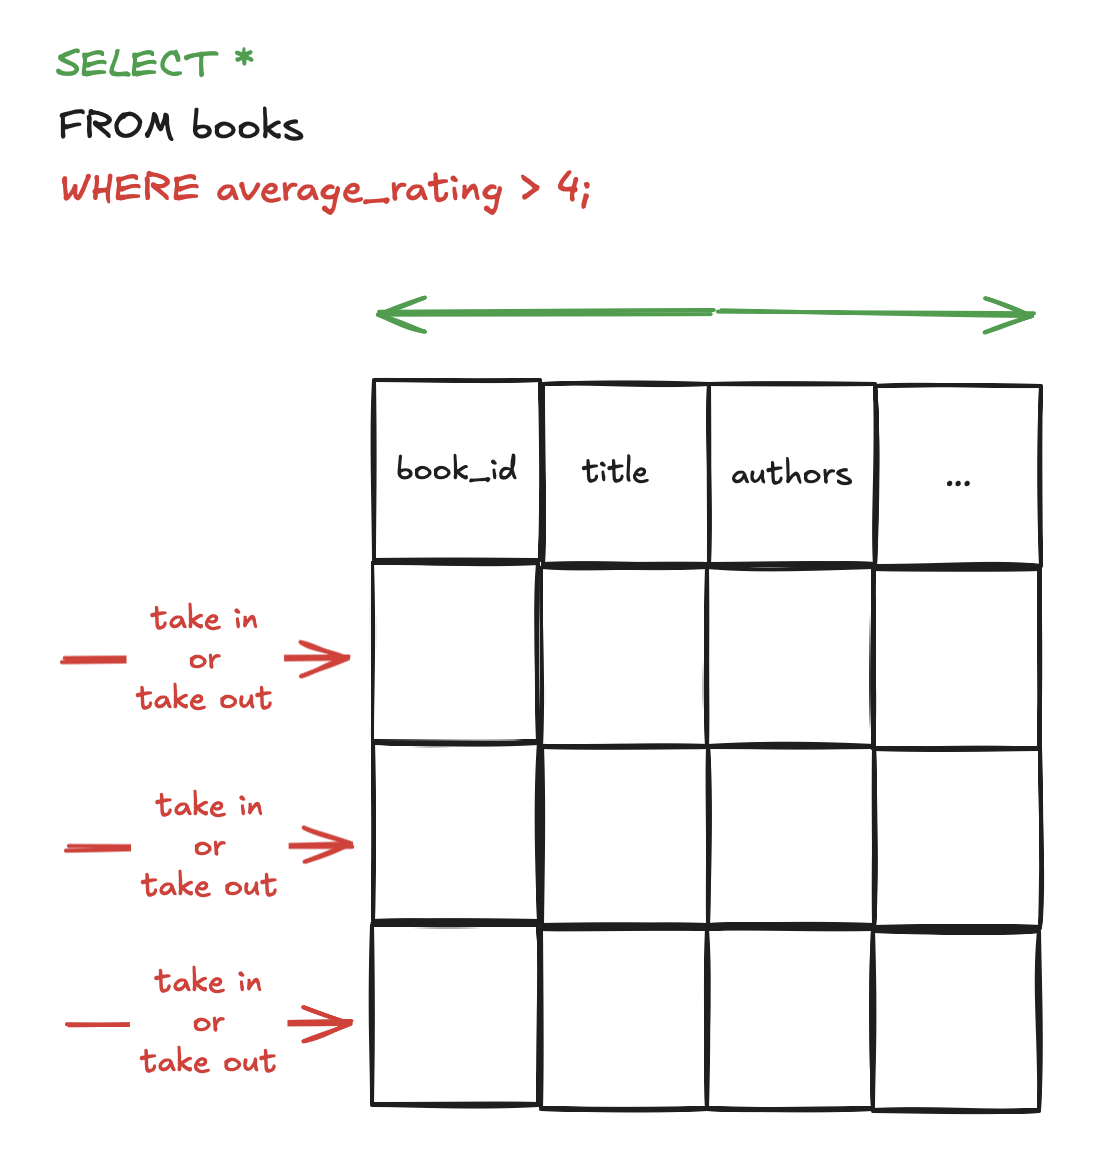 SELECT *
FROM books
WHERE average_rating > 4;
book_id title authors ...
take in
or
take out
take in
or
take out
take in
or
take out